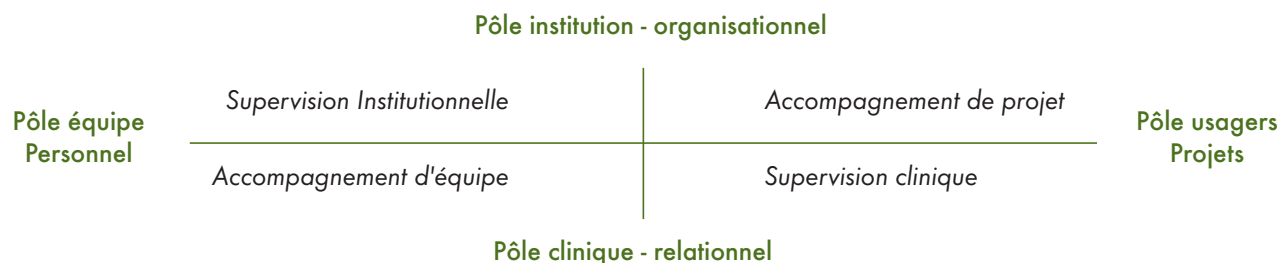 Pôle institution - organisationnel
Supervision Institutionnelle
Accompagnement de projet
Pôle équipe
Personnel
Pôle usagers
Projets
Accompagnement d'équipe
Supervision clinique
Pôle clinique - relationnel